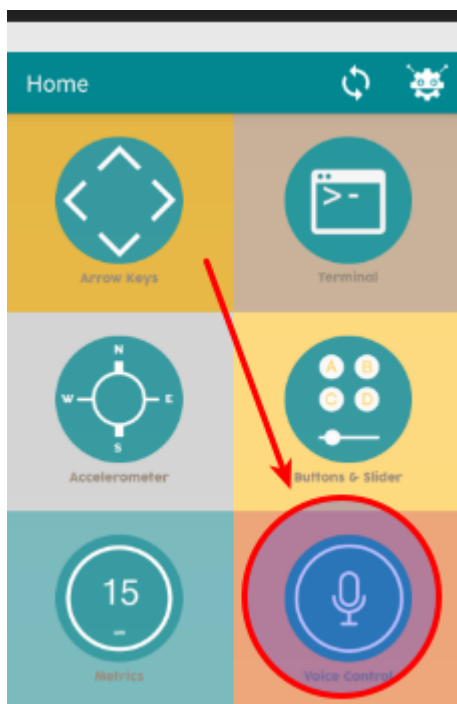 Home
Arrow Keys
>-
Terminal
N
W
E
S
Accelerometer
A B
C D
Buttons & Slider
15
Metrics
Voice Control